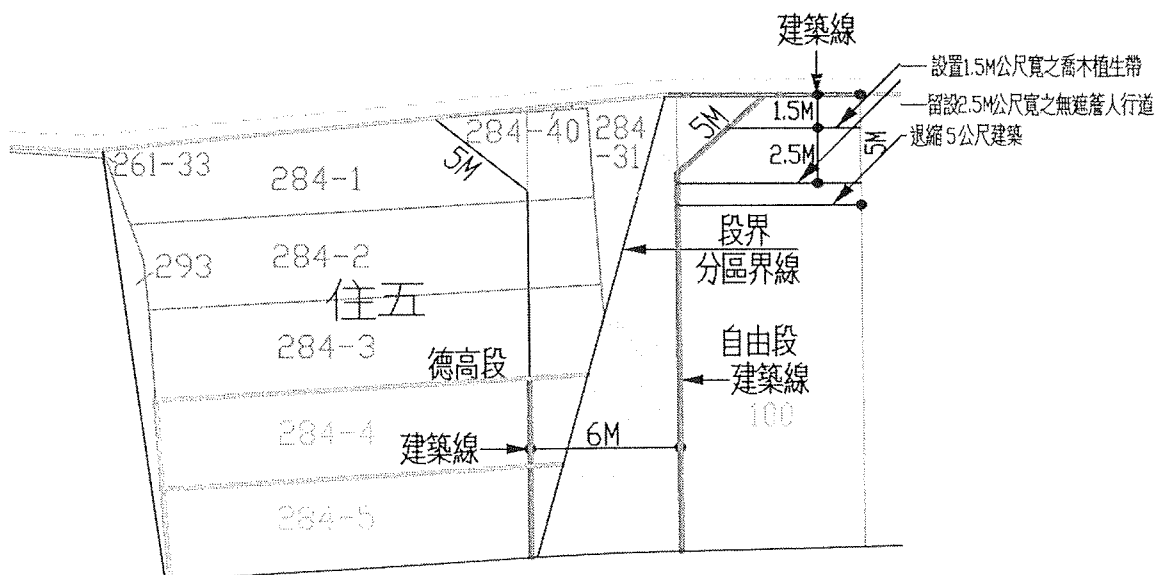 建築線
設置1.5M公尺寬之喬木植生帶
留設2.5M公尺寬之無遮簷人行道
退縮5公尺建築
1.5M
2.5M
5M
5M
5M
284-40
284
-31
261-33
284-1
284-2
293
住五
284-3
德高段
284-4
284-5
建築線
6M
段界
分區界線
自由段
建築線
100